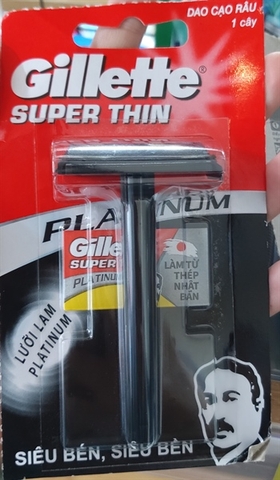 DAO CẠO RÂU
1 cây
Gillette®
SUPER THIN
PLATINUM
Gille
SUPER
PLATINUM
LÀM TỪ
THÉP
NHẬT
BẢN
LƯỠI LAM
PLATINUM
SIÊU BÉN, SIÊU BỀN